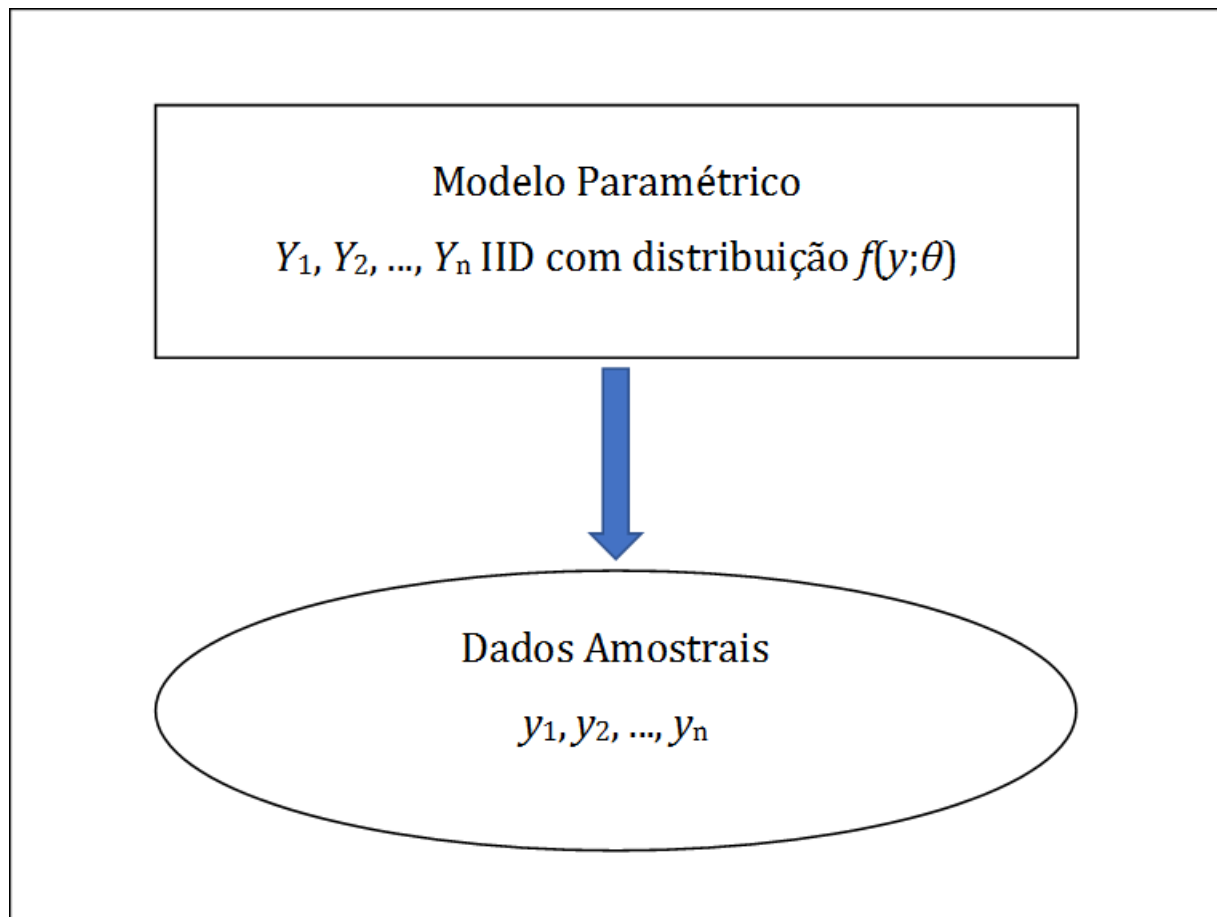 Modelo Paramétrico
Y₁, Y₂, ..., Yₙ IID com distribuição f(y;θ)
Dados Amostrais
y₁, y₂, ..., yₙ